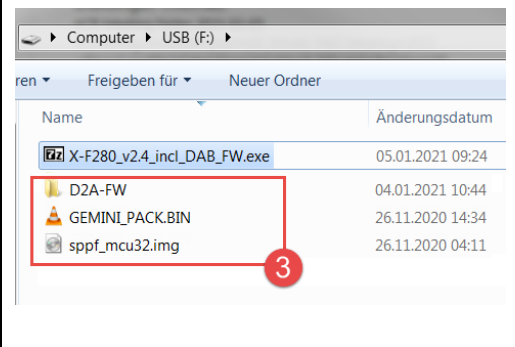 Computer USB (F:)
ren Freigeben für Neuer Ordner
Name Änderungsdatum
X-F280_v2.4_incl_DAB_FW.exe 05.01.2021 09:24
D2A-FW 04.01.2021 10:44
GEMINI_PACK.BIN 26.11.2020 14:34
sppf_mcu32.img 26.11.2020 04:11
3